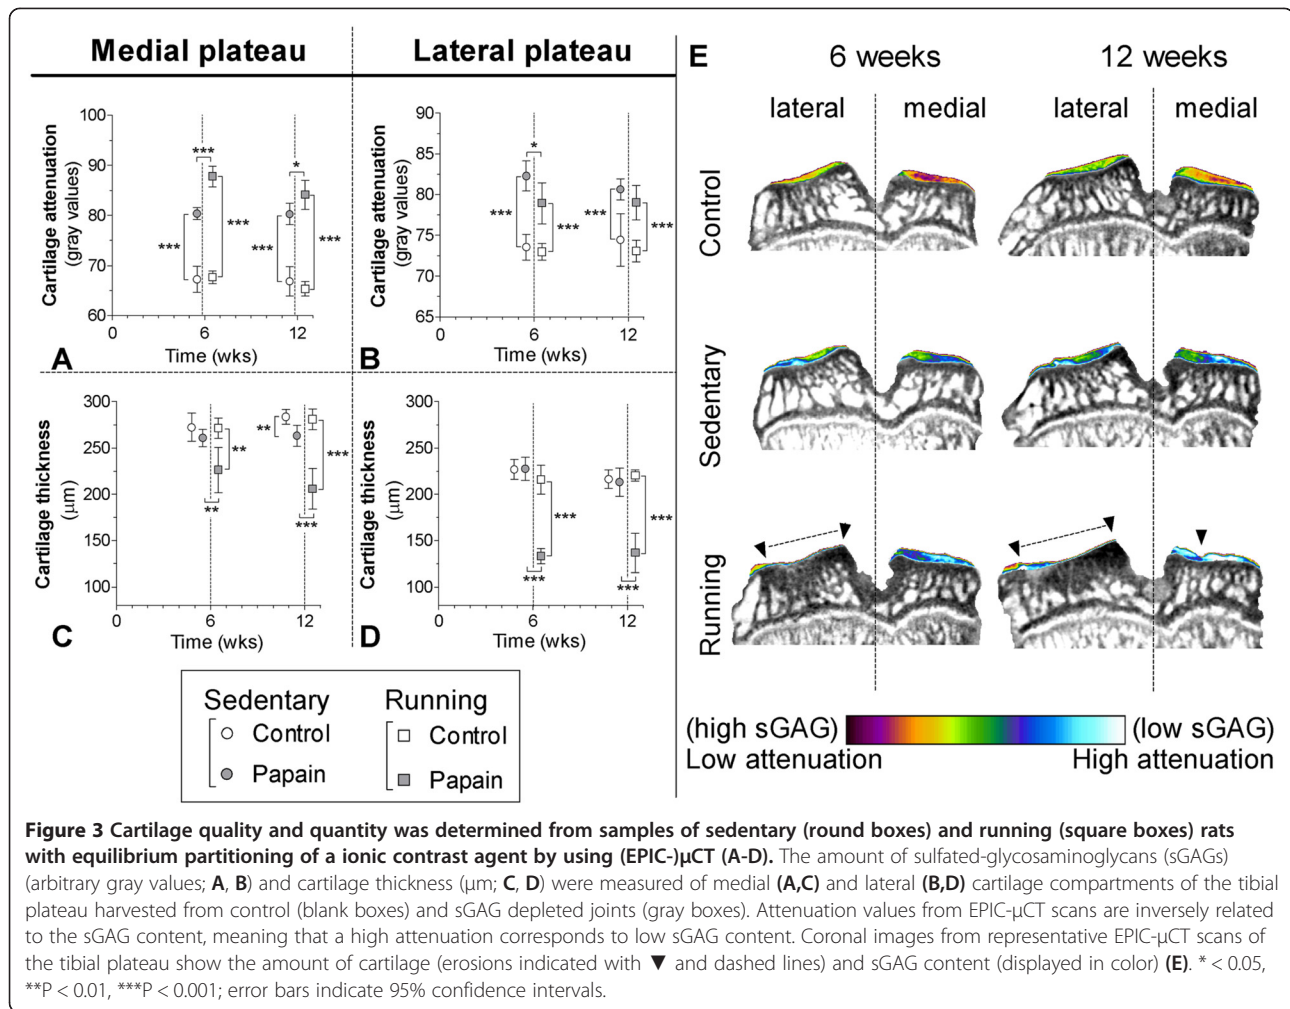 Medial plateau
Lateral plateau
Cartilage attenuation
(gray values)
100
90
80
70
60
***
*
***
***
***
***
0
6
12
Time (wks)
A
Cartilage attenuation
(gray values)
90
85
80
75
70
65
*
***
***
***
***
0
6
12
Time (wks)
B
Cartilage thickness
(µm)
300
250
200
150
100
**
**
**
***
***
0
6
12
Time (wks)
C
Cartilage thickness
(µm)
300
250
200
150
100
***
***
***
***
0
6
12
Time (wks)
D
Sedentary
Control
Papain
Running
Control
Papain
E
6 weeks
12 weeks
lateral
medial
lateral
medial
Control
Sedentary
Running
(high sGAG)
(low sGAG)
Low attenuation
High attenuation
Figure 3 Cartilage quality and quantity was determined from samples of sedentary (round boxes) and running (square boxes) rats
with equilibrium partitioning of a ionic contrast agent by using (EPIC-)µCT (A-D). The amount of sulfated-glycosaminoglycans (sGAGs)
(arbitrary gray values; A, B) and cartilage thickness (µm; C, D) were measured of medial (A,C) and lateral (B,D) cartilage compartments of the tibial
plateau harvested from control (blank boxes) and sGAG depleted joints (gray boxes). Attenuation values from EPIC-µCT scans are inversely related
to the sGAG content, meaning that a high attenuation corresponds to low sGAG content. Coronal images from representative EPIC-µCT scans of
the tibial plateau show the amount of cartilage (erosions indicated with ▼ and dashed lines) and sGAG content (displayed in color) (E). * < 0.05,
**P < 0.01, ***P < 0.001; error bars indicate 95% confidence intervals.